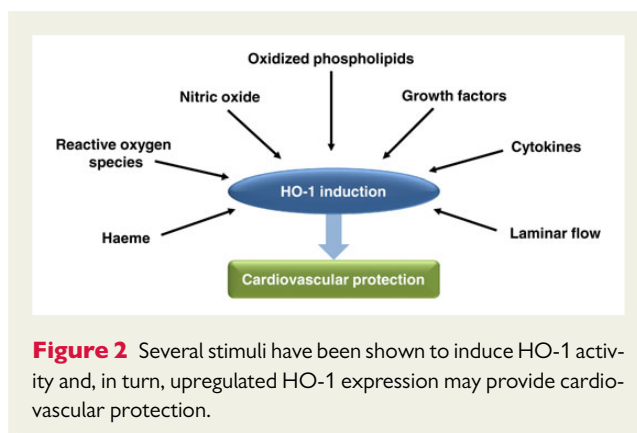 Oxidized phospholipids
Nitric oxide
Growth factors
Reactive oxygen
species
Cytokines
HO-1 induction
Haeme
Laminar flow
Cardiovascular protection
Figure 2 Several stimuli have been shown to induce HO-1 activ-
ity and, in turn, upregulated HO-1 expression may provide cardio-
vascular protection.